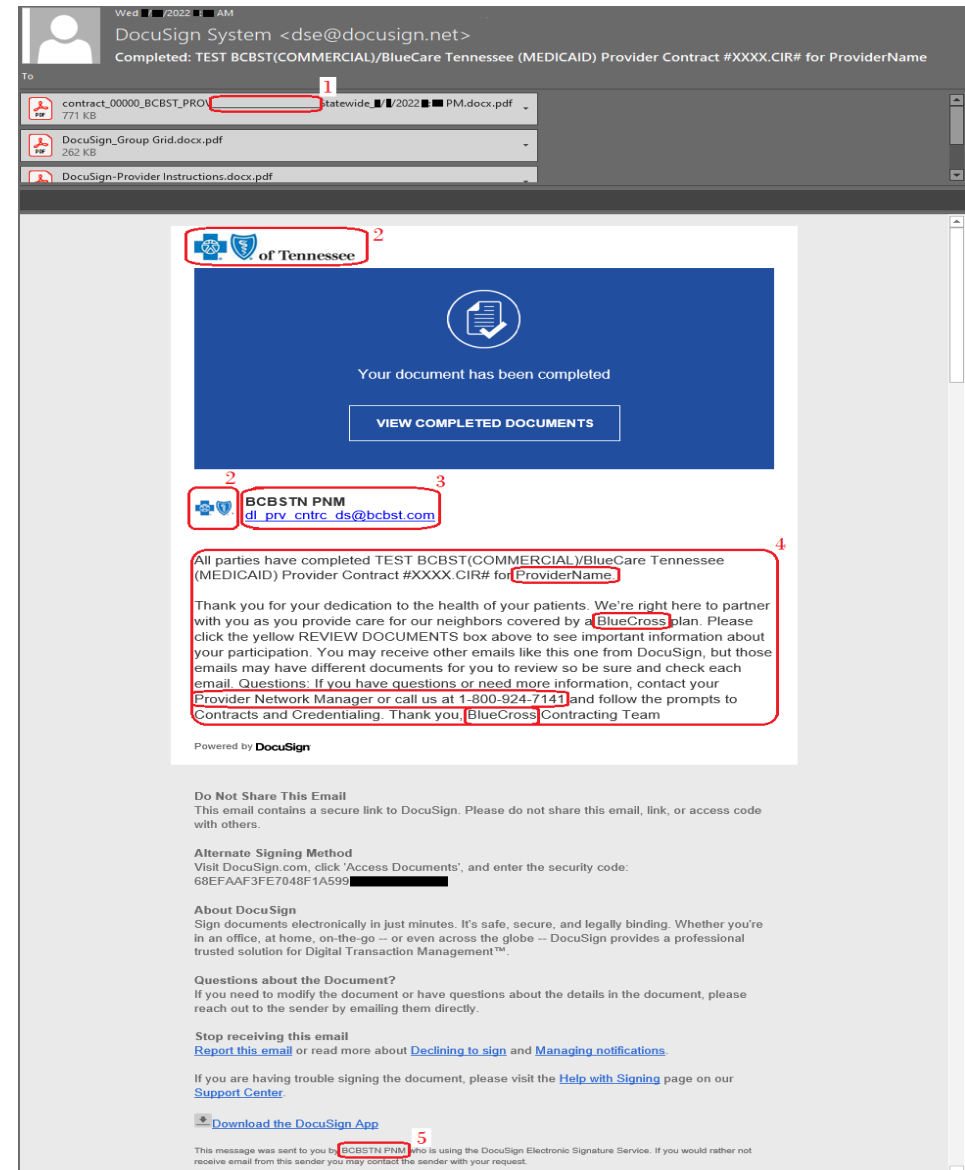 Wed /2022 AM
DocuSign System <dse@docusign.net>
Completed: TEST BCBST(COMMERCIAL)/BlueCare Tennessee (MEDICAID) Provider Contract #XXXX.CIR# for ProviderName
To
1
contract_00000_BCBST_PROV statewide_ / /2022 PM.docx.pdf
771 KB
DocuSign_Group Grid.docx.pdf
262 KB
DocuSign-Provider Instructions.docx.pdf
2
of Tennessee
Your document has been completed
VIEW COMPLETED DOCUMENTS
2
3
BCBSTN PNM
dl_prv_cntrc_ds@bcbst.com
4
All parties have completed TEST BCBST(COMMERCIAL)/BlueCare Tennessee
(MEDICAID) Provider Contract #XXXX.CIR# for ProviderName.
Thank you for your dedication to the health of your patients. We're right here to partner
with you as you provide care for our neighbors covered by a BlueCross plan. Please
click the yellow REVIEW DOCUMENTS box above to see important information about
your participation. You may receive other emails like this one from DocuSign, but those
emails may have different documents for you to review so be sure and check each
email. Questions: If you have questions or need more information, contact your
Provider Network Manager or call us at 1-800-924-7141 and follow the prompts to
Contracts and Credentialing. Thank you, BlueCross Contracting Team
Powered by DocuSign
Do Not Share This Email
This email contains a secure link to DocuSign. Please do not share this email, link, or access code
with others.
Alternate Signing Method
Visit DocuSign.com, click 'Access Documents', and enter the security code:
68EFAAF3FE7048F1A599
About DocuSign
Sign documents electronically in just minutes. It's safe, secure, and legally binding. Whether you're
in an office, at home, on-the-go -- or even across the globe -- DocuSign provides a professional
trusted solution for Digital Transaction Management™.
Questions about the Document?
If you need to modify the document or have questions about the details in the document, please
reach out to the sender by emailing them directly.
Stop receiving this email
Report this email or read more about Declining to sign and Managing notifications.
If you are having trouble signing the document, please visit the Help with Signing page on our
Support Center.
Download the DocuSign App
5
This message was sent to you by BCBSTN PNM who is using the DocuSign Electronic Signature Service. If you would rather not
receive email from this sender you may contact the sender with your request.